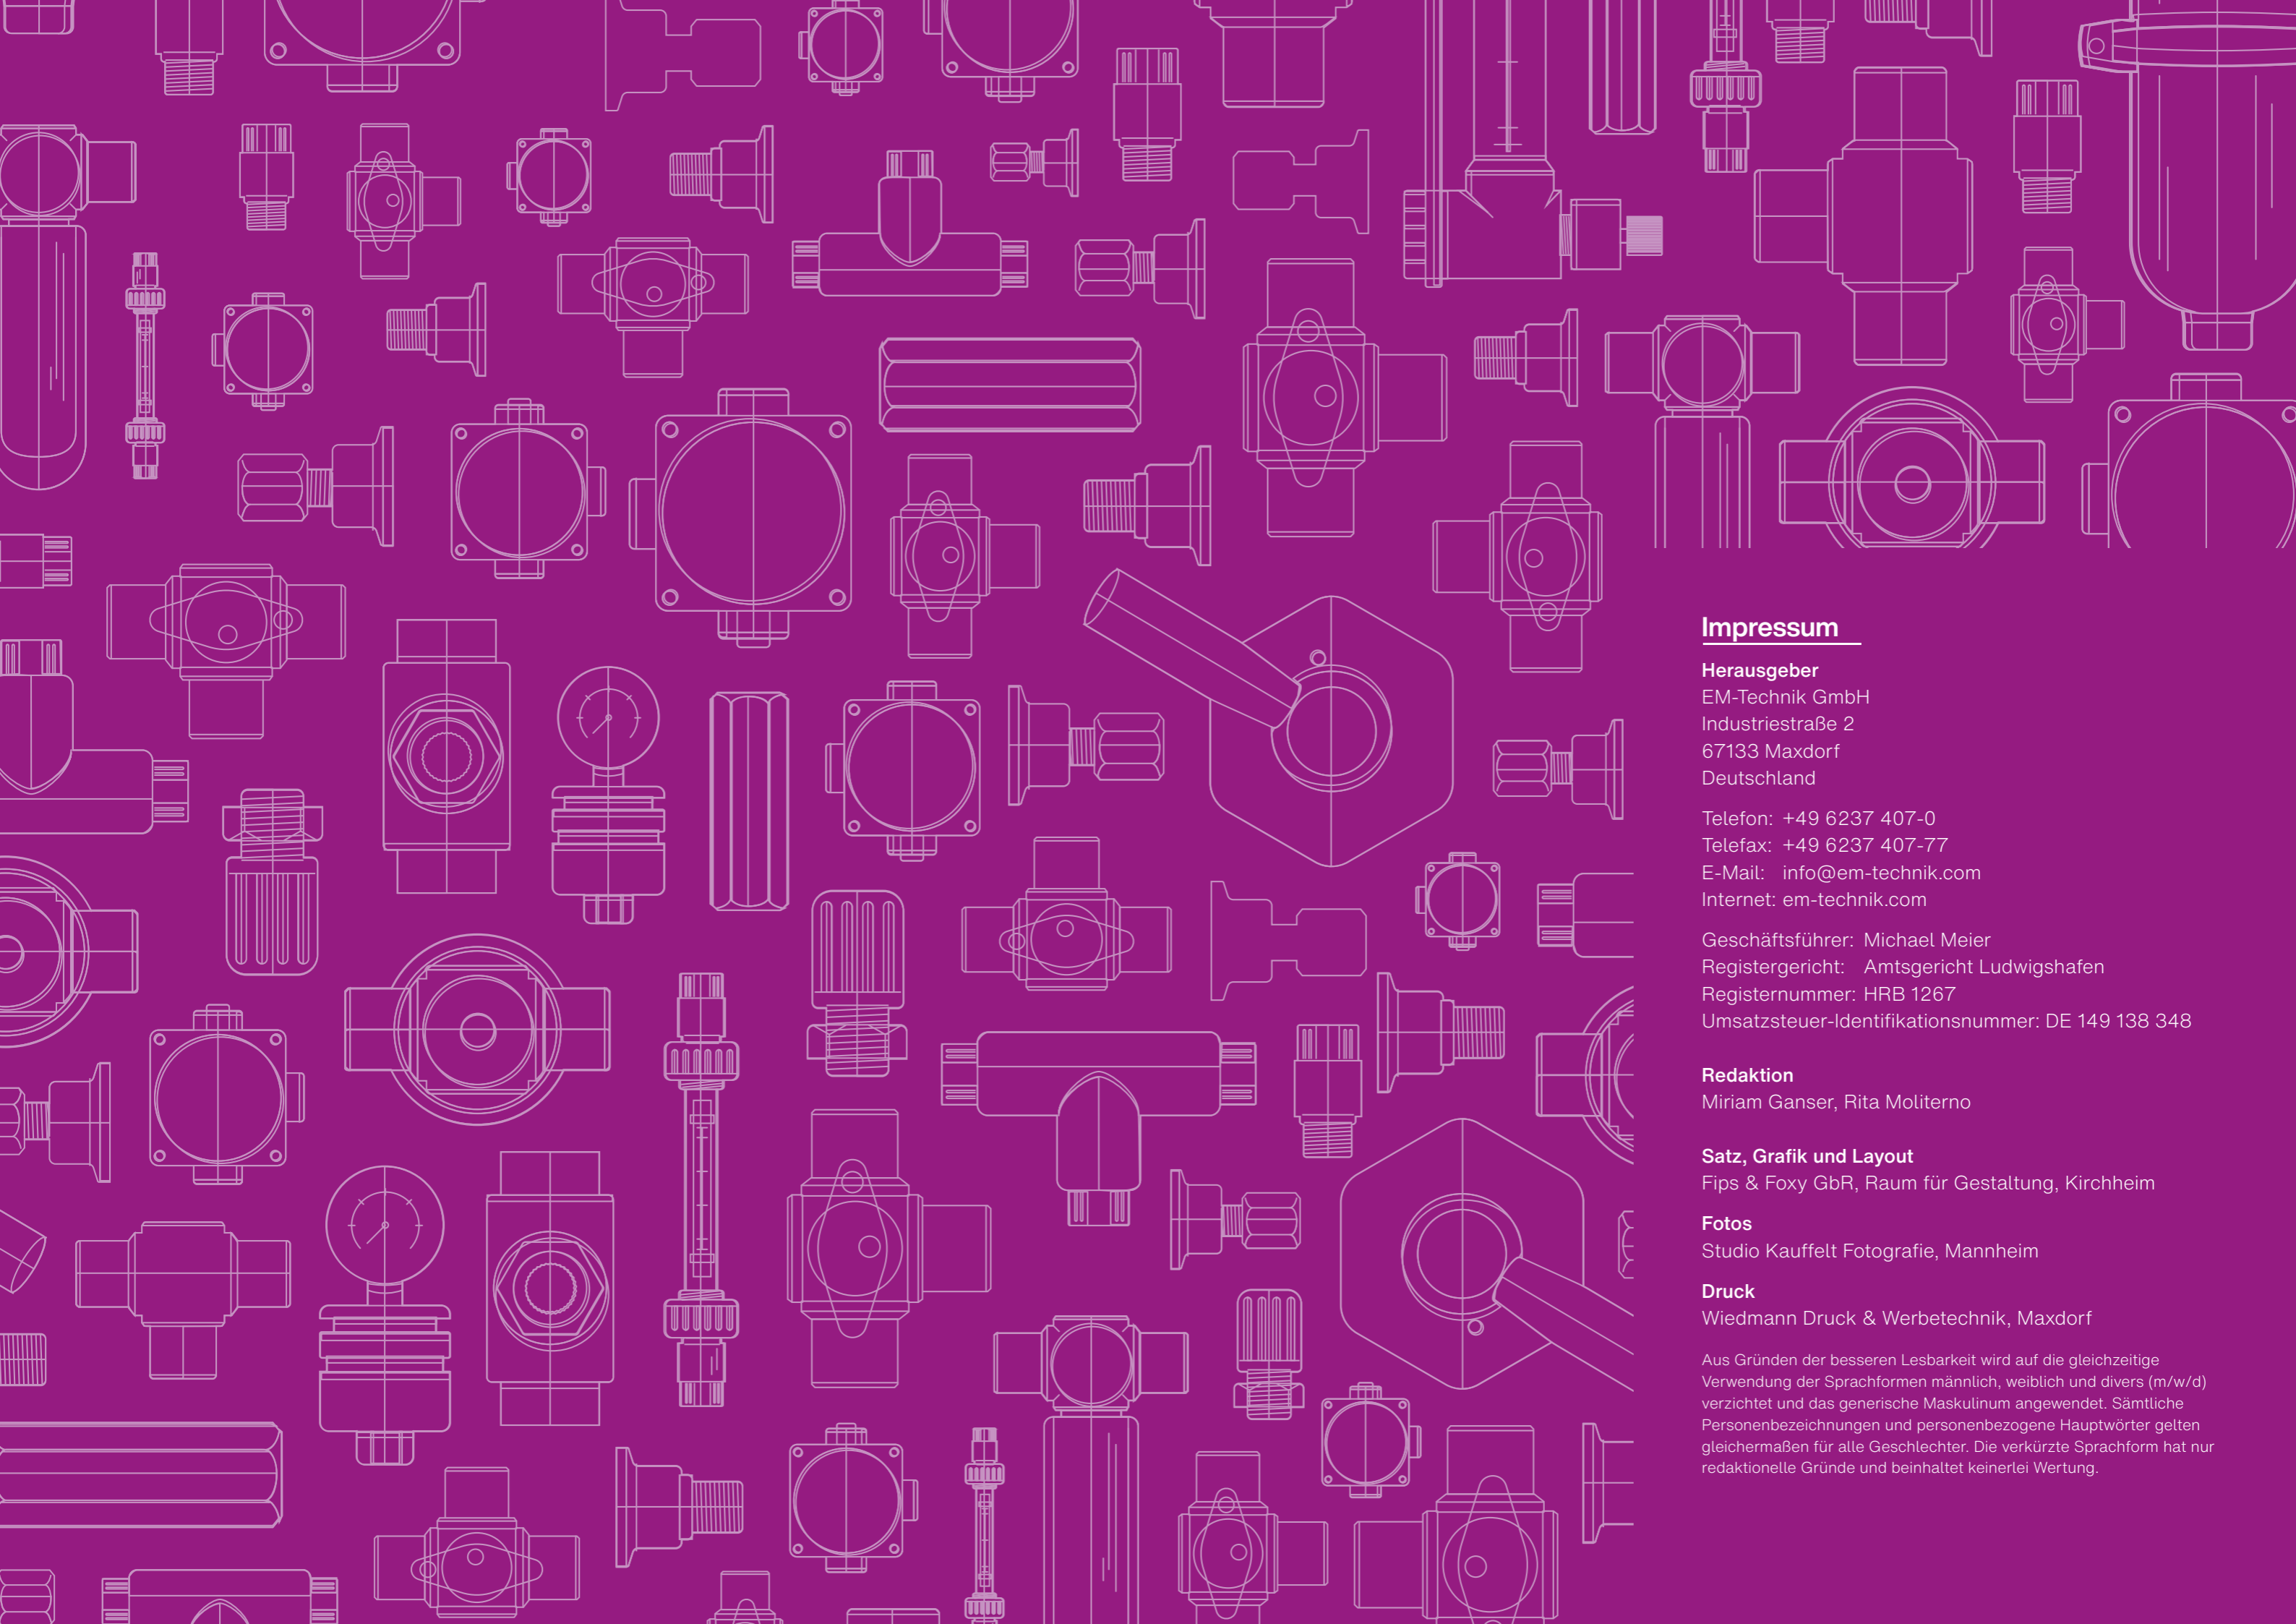 Impressum
Herausgeber
EM-Technik GmbH
Industriestraße 2
67133 Maxdorf
Deutschland
Telefon: +49 6237 407-0
Telefax: +49 6237 407-77
E-Mail: info@em-technik.com
Internet: em-technik.com
Geschäftsführer: Michael Meier
Registergericht: Amtsgericht Ludwigshafen
Registernummer: HRB 1267
Umsatzsteuer-Identifikationsnummer: DE 149 138 348
Redaktion
Miriam Ganser, Rita Moliterno
Satz, Grafik und Layout
Fips & Foxy GbR, Raum für Gestaltung, Kirchheim
Fotos
Studio Kauffelt Fotografie, Mannheim
Druck
Wiedmann Druck & Werbetechnik, Maxdorf
Aus Gründen der besseren Lesbarkeit wird auf die gleichzeitige
Verwendung der Sprachformen männlich, weiblich und divers (m/w/d)
verzichtet und das generische Maskulinum angewendet. Sämtliche
Personenbezeichnungen und personenbezogene Hauptwörter gelten
gleichermaßen für alle Geschlechter. Die verkürzte Sprachform hat nur
redaktionelle Gründe und beinhaltet keinerlei Wertung.